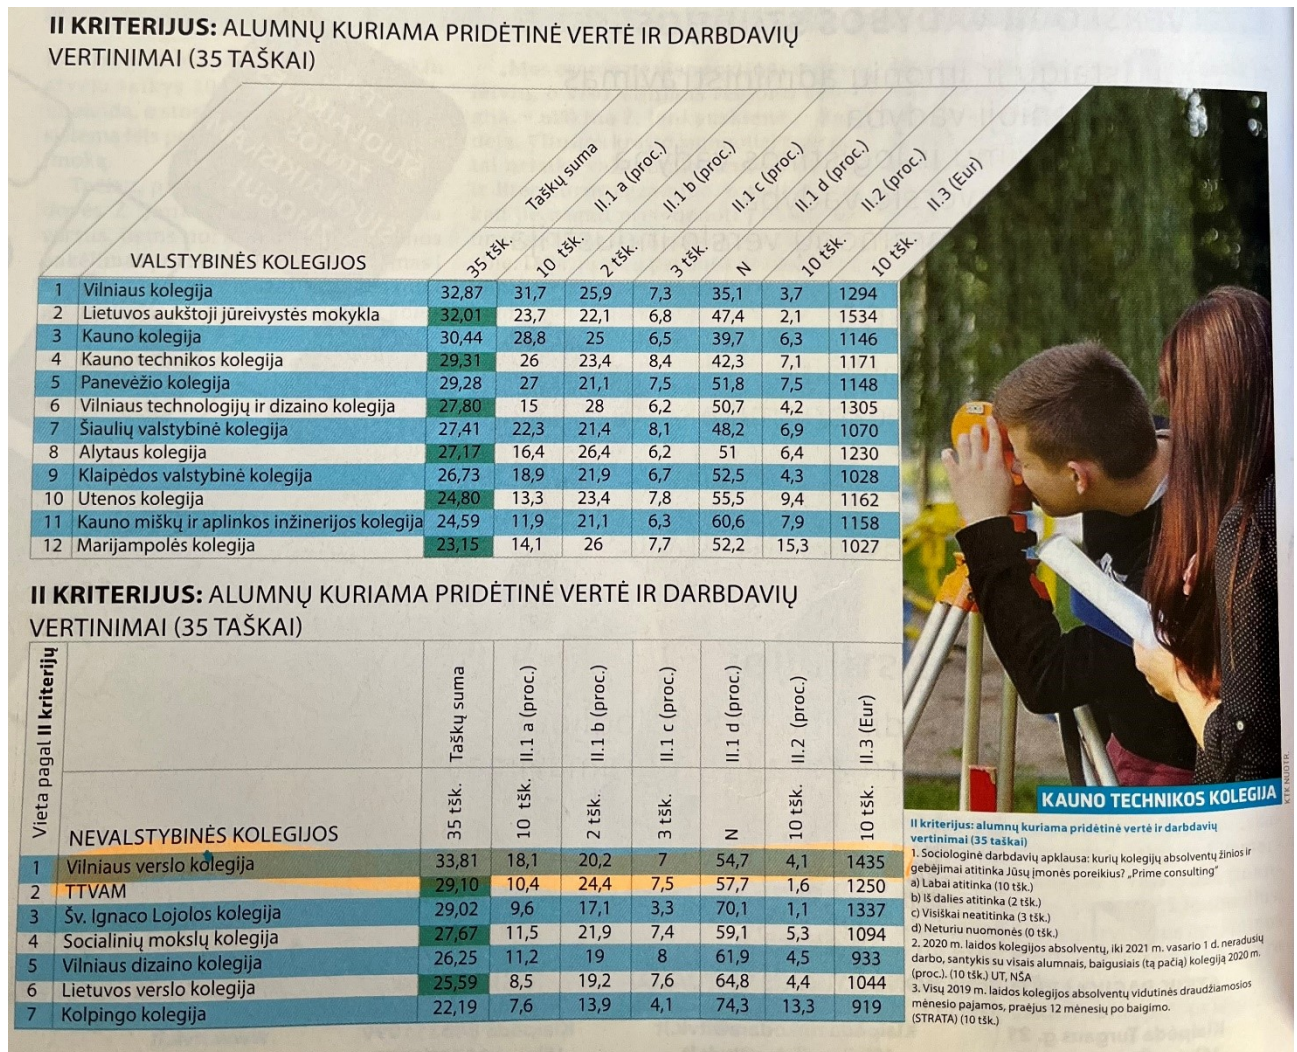 II KRITERIJUS: ALUMNŲ KURIAMA PRIDĖTINĖ VERTĖ IR DARBDAVIŲ
VERTINIMAI (35 TAŠKAI)
Taškų suma II.1 a (proc.) II.1 b (proc.) II.1 c (proc.) II.1 d (proc.) II.2 (proc.) II.3 (Eur)
VALSTYBINĖS KOLEGIJOS 35 tšk. 10 tšk. 2 tšk. 3 tšk. N 10 tšk. 10 tšk.
1 Vilniaus kolegija 32,87 31,7 25,9 7,3 35,1 3,7 1294
2 Lietuvos aukštoji jūreivystės mokykla 32,01 23,7 22,1 6,8 47,4 2,1 1534
3 Kauno kolegija 30,44 28,8 25 6,5 39,7 6,3 1146
4 Kauno technikos kolegija 29,31 26 23,4 8,4 42,3 7,1 1171
5 Panevėžio kolegija 29,28 27 21,1 7,5 51,8 7,5 1148
6 Vilniaus technologijų ir dizaino kolegija 27,80 15 28 6,2 50,7 4,2 1305
7 Šiaulių valstybinė kolegija 27,41 22,3 21,4 8,1 48,2 6,9 1070
8 Alytaus kolegija 27,17 16,4 26,4 6,2 51 6,4 1230
9 Klaipėdos valstybinė kolegija 26,73 18,9 21,9 6,7 52,5 4,3 1028
10 Utenos kolegija 24,80 13,3 23,4 7,8 55,5 9,4 1162
11 Kauno miškų ir aplinkos inžinerijos kolegija 24,59 11,9 21,1 6,3 60,6 7,9 1158
12 Marijampolės kolegija 23,15 14,1 26 7,7 52,2 15,3 1027
II KRITERIJUS: ALUMNŲ KURIAMA PRIDĖTINĖ VERTĖ IR DARBDAVIŲ
VERTINIMAI (35 TAŠKAI)
Vieta pagal II kriterijų Taškų suma II.1 a (proc.) II.1 b (proc.) II.1 c (proc.) II.1 d (proc.) II.2 (proc.) II.3 (Eur)
NEVALSTYBINĖS KOLEGIJOS 35 tšk. 10 tšk. 2 tšk. 3 tšk. N 10 tšk. 10 tšk.
1 Vilniaus verslo kolegija 33,81 18,1 20,2 7 54,7 4,1 1435
2 TTVAM 29,10 10,4 24,4 7,5 57,7 1,6 1250
3 Šv. Ignaco Lojolos kolegija 29,02 9,6 17,1 3,3 70,1 1,1 1337
4 Socialinių mokslų kolegija 27,67 11,5 21,9 7,4 59,1 5,3 1094
5 Vilniaus dizaino kolegija 26,25 11,2 19 8 61,9 4,5 933
6 Lietuvos verslo kolegija 25,59 8,5 19,2 7,6 64,8 4,4 1044
7 Kolpingo kolegija 22,19 7,6 13,9 4,1 74,3 13,3 919
KAUNO TECHNIKOS KOLEGIJA
KTK NUOTR.
II kriterijus: alumnų kuriama pridėtinė vertė ir darbdavių
vertinimai (35 taškai)
1. Sociologinė darbdavių apklausa: kurių kolegijų absolventų žinios ir
gebėjimai atitinka Jūsų įmonės poreikius? „Prime consulting"
a) Labai atitinka (10 tšk.)
b) Iš dalies atitinka (2 tšk.)
c) Visiškai neatitinka (3 tšk.)
d) Neturiu nuomonės (0 tšk.)
2. 2020 m. laidos kolegijos absolventų, iki 2021 m. vasario 1 d. neradusių
darbo, santykis su visais alumnais, baigusiais (tą pačią) kolegiją 2020 m.
(proc.). (10 tšk.) UT, NŠA
3. Visų 2019 m. laidos kolegijos absolventų vidutinės draudžiamosios
mėnesio pajamos, praėjus 12 mėnesių po baigimo.
(STRATA) (10 tšk.)